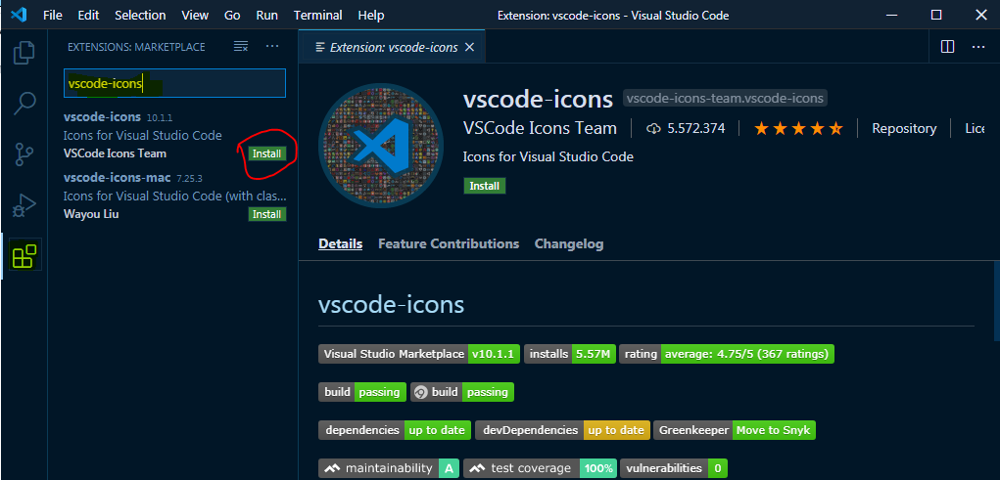 File Edit Selection View Go Run Terminal Help
Extension: vscode-icons - Visual Studio Code
EXTENSIONS: MARKETPLACE
vscode-icons
vscode-icons 10.1.1
Icons for Visual Studio Code
VSCode Icons Team
Install
vscode-icons-mac 7.25.3
Icons for Visual Studio Code (with clas...
Wayou Liu
Install
Extension: vscode-icons
vscode-icons vscode-icons-team.vscode-icons
VSCode Icons Team 5.572.374 Repository Lice
Icons for Visual Studio Code
Install
Details Feature Contributions Changelog
vscode-icons
Visual Studio Marketplace v10.1.1 installs 5.57M rating average: 4.75/5 (367 ratings)
build passing build passing
dependencies up to date devDependencies up to date Greenkeeper Move to Snyk
maintainability A test coverage 100% vulnerabilities 0